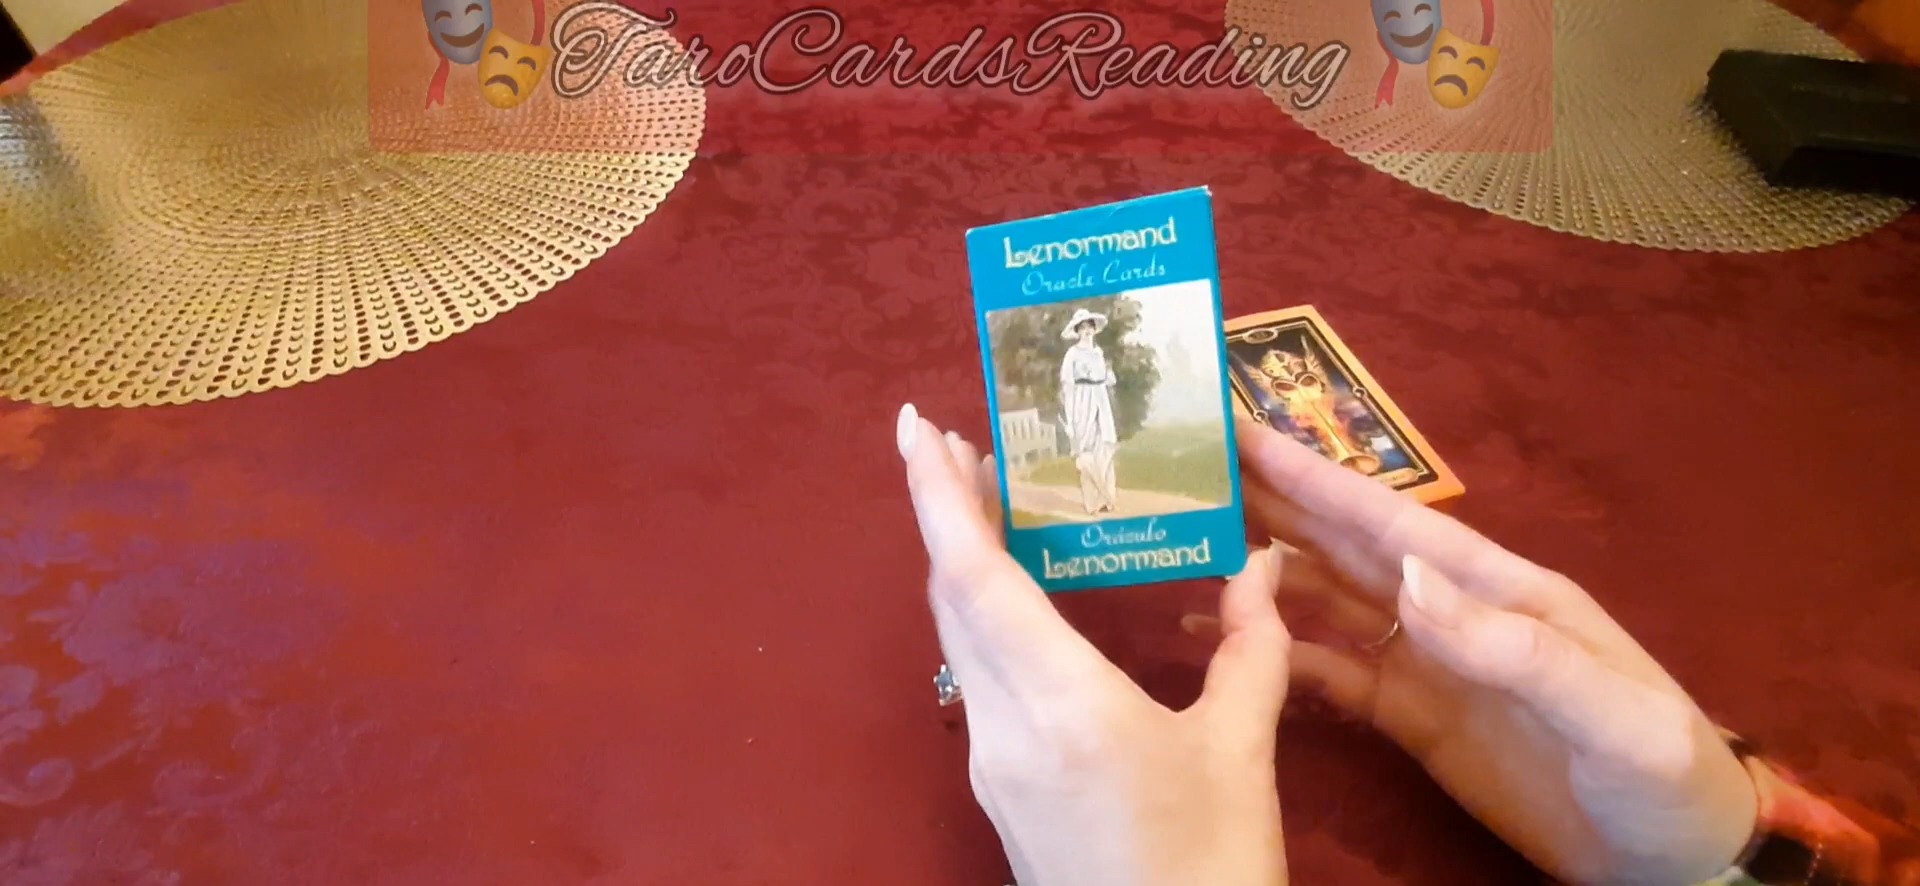 TaroCardsReading
Lenormand
Oracle Cards
Oráculo
Lenormand